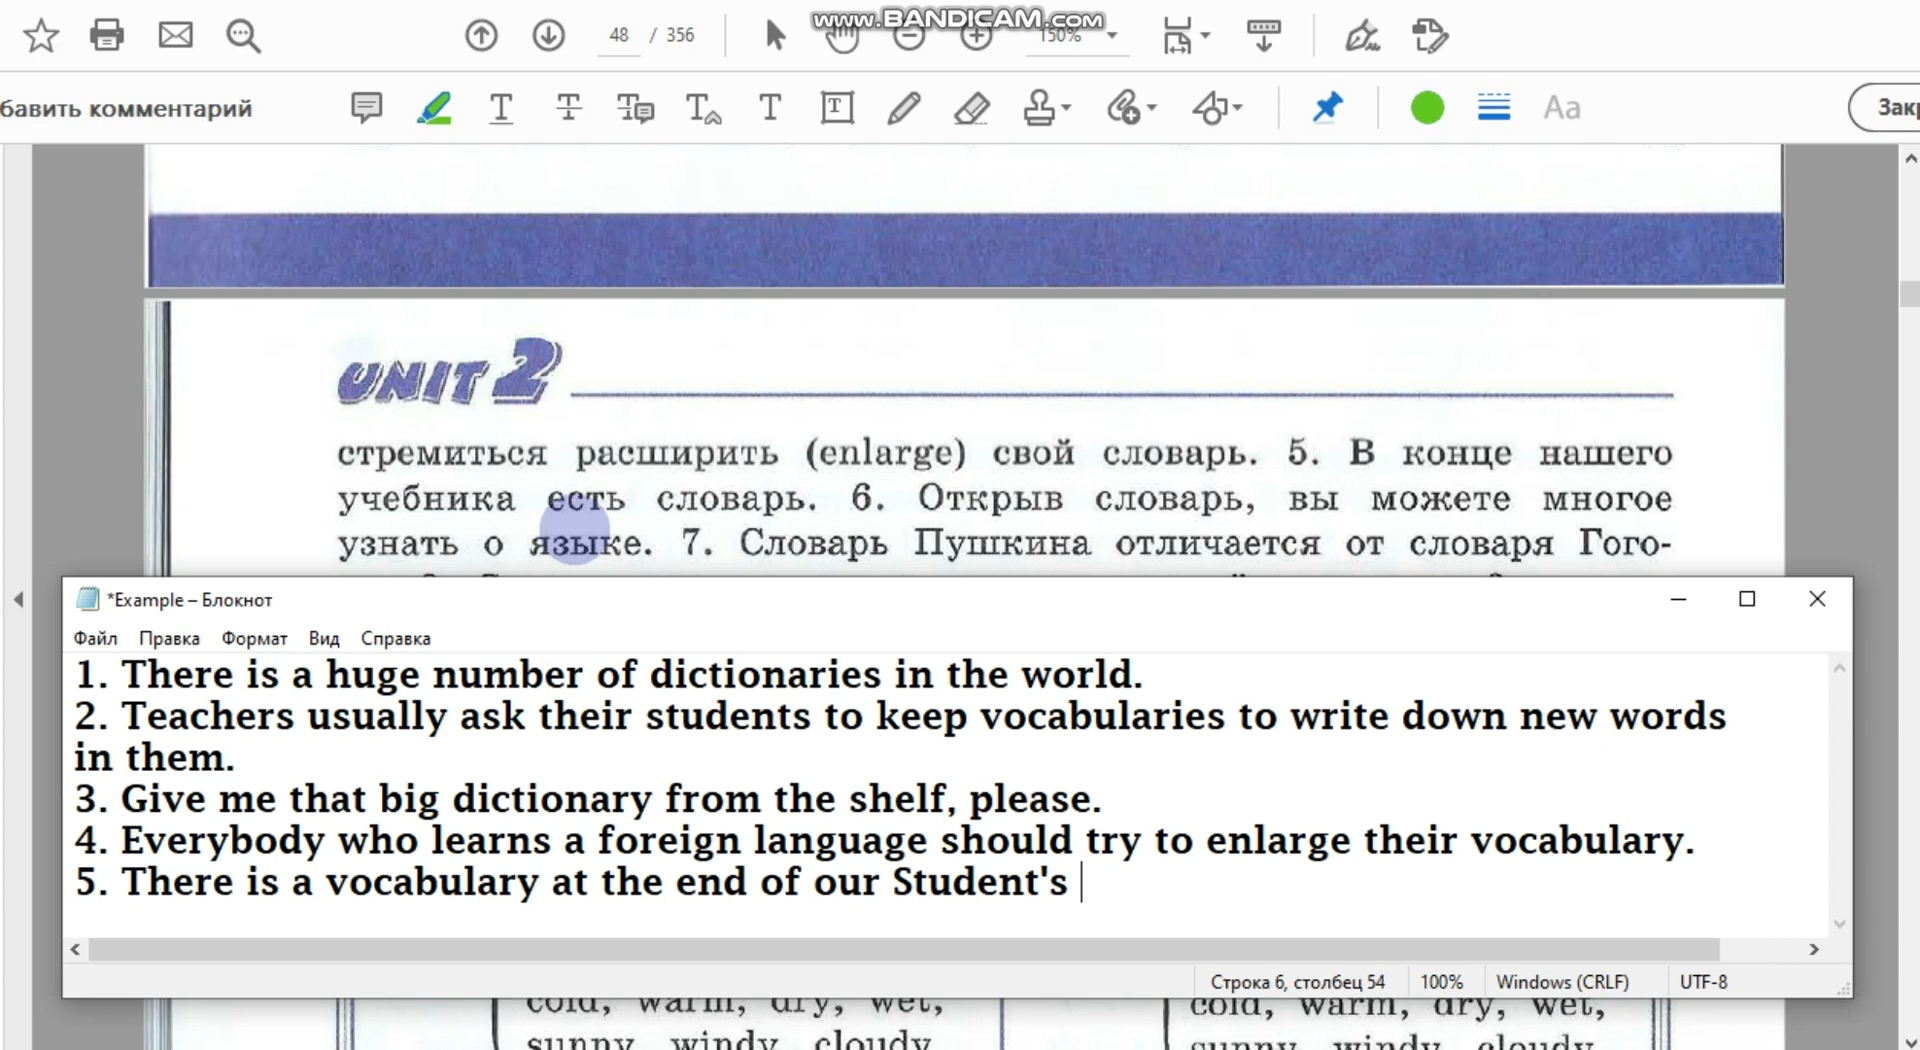 www.BANDICAM.com
48 / 356
150%
бавить комментарий
Aa
UNIT 2
стремиться расширить (enlarge) свой словарь. 5. В конце нашего
учебника есть словарь. 6. Открыв словарь, вы можете многое
узнать о языке. 7. Словарь Пушкина отличается от словаря Гого-
*Example – Блокнот
Файл Правка Формат Вид Справка
1. There is a huge number of dictionaries in the world.
2. Teachers usually ask their students to keep vocabularies to write down new words
in them.
3. Give me that big dictionary from the shelf, please.
4. Everybody who learns a foreign language should try to enlarge their vocabulary.
5. There is a vocabulary at the end of our Student's
Строка 6, столбец 54 100% Windows (CRLF) UTF-8
cold, warm, dry, wet, cold, warm, dry, wet,
sunny, windy, cloudy, sunny, windy, cloudy,